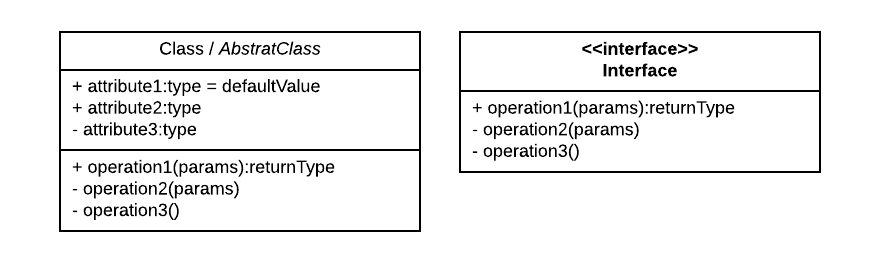 Class / AbstratClass
+ attribute1:type = defaultValue
+ attribute2:type
- attribute3:type
+ operation1(params):returnType
- operation2(params)
- operation3()
<<interface>>
Interface
+ operation1(params):returnType
- operation2(params)
- operation3()